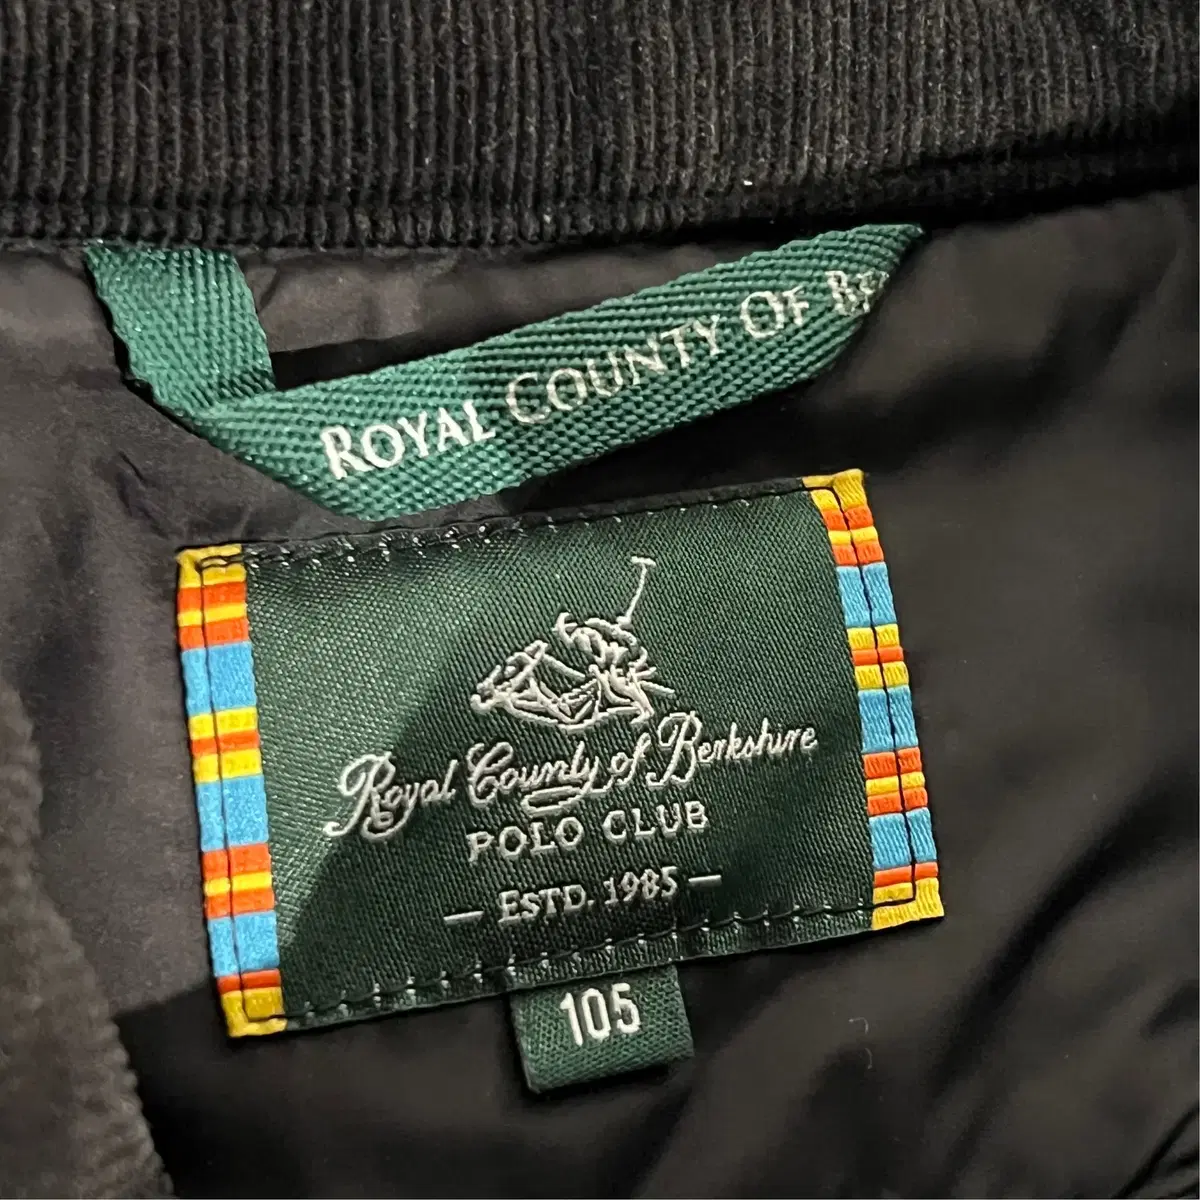 ROYAL COUNTY OF
Royal County of Berkshire
POLO CLUB
— ESTD. 1985 —
105